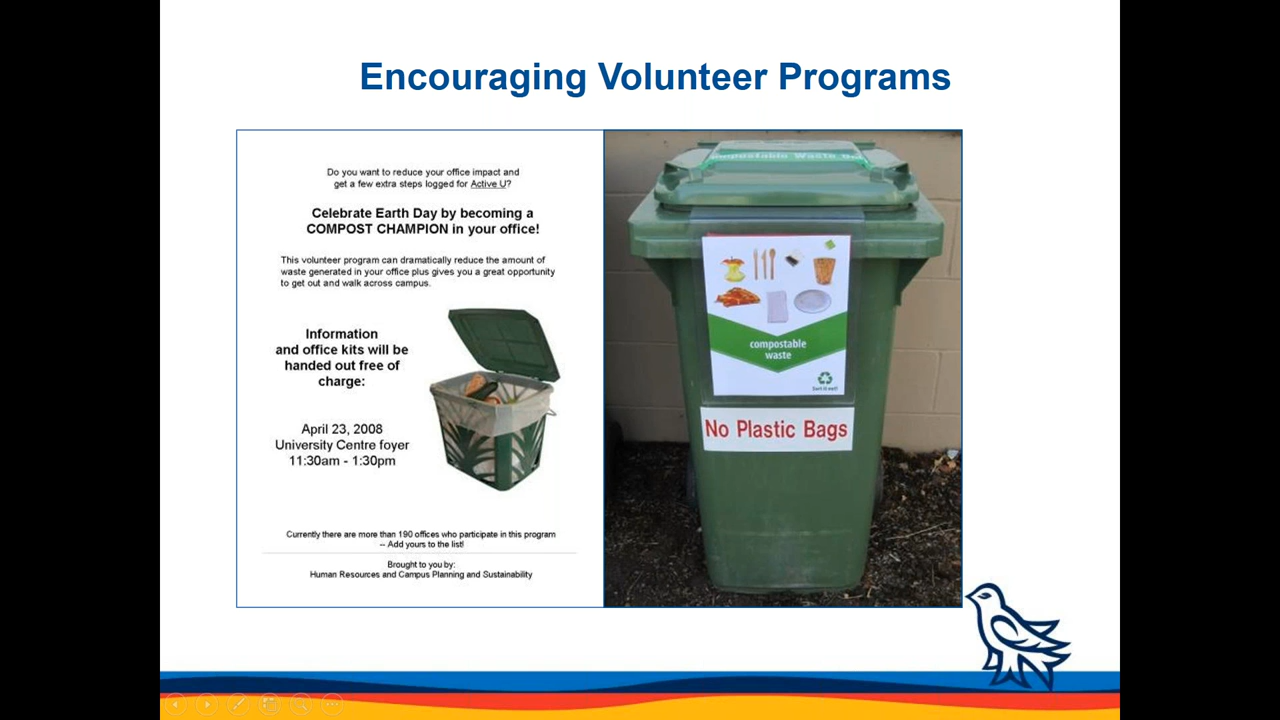 Encouraging Volunteer Programs
Do you want to reduce your office impact and
get a few extra steps logged for Active U?
Celebrate Earth Day by becoming a
COMPOST CHAMPION in your office!
This volunteer program can dramatically reduce the amount of
waste generated in your office plus gives you a great opportunity
to get out and walk across campus.
Information
and office kits will be
handed out free of
charge:
April 23, 2008
University Centre foyer
11:30am - 1:30pm
Currently there are more than 190 offices who participate in this program
-- Add yours to the list!
Brought to you by:
Human Resources and Campus Planning and Sustainability
Compostable Waste
compostable
waste
Sort it out!
No Plastic Bags